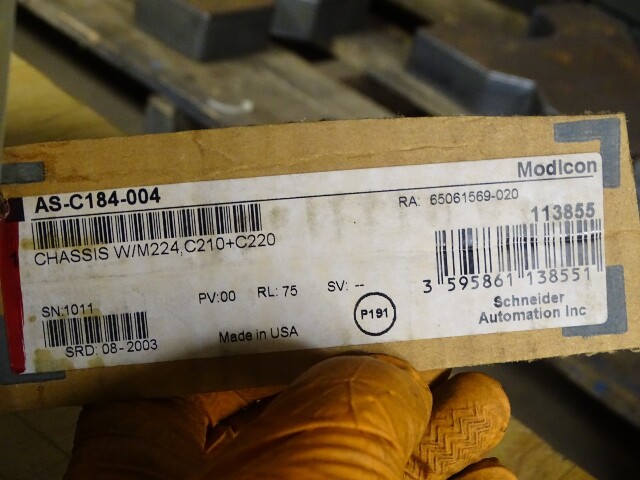 Modicon
AS-C184-004
RA: 65061569-020
113855
CHASSIS W/M224,C210+C220
3 595861 138551
SN:1011
PV:00 RL: 75 SV: --
P191
Schneider
Automation Inc
SRD: 08-2003
Made in USA